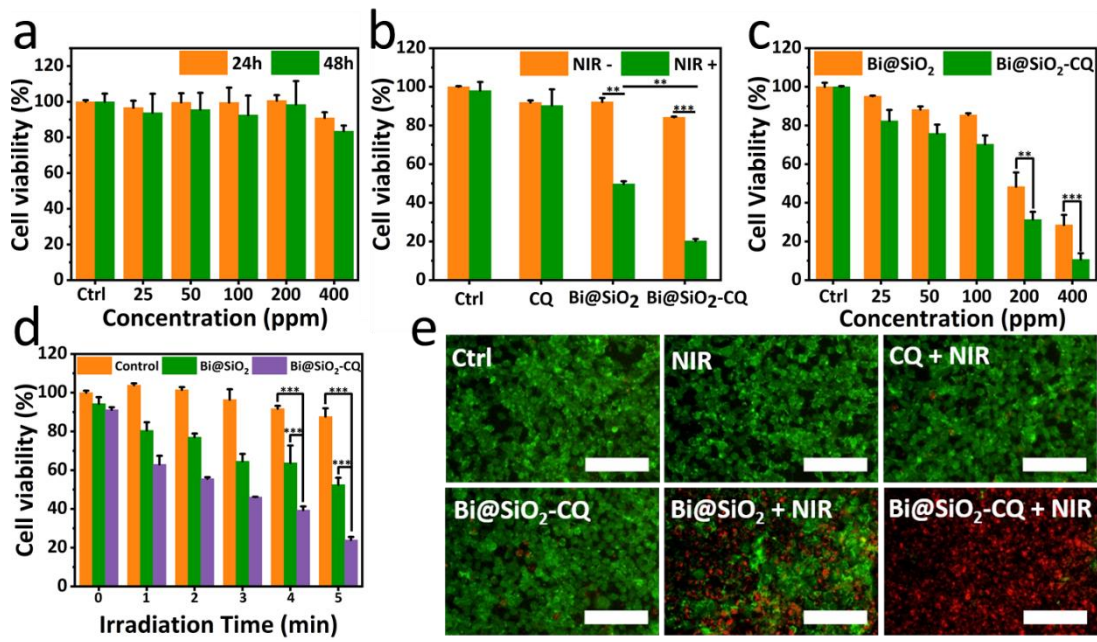 a
24h 48h
120
100
80
60
40
20
0
Cell viability (%)
Ctrl 25 50 100 200 400
Concentration (ppm)
b
NIR - NIR +
120
100
80
60
40
20
0
Cell viability (%)
** ** ***
Ctrl CQ Bi@SiO₂ Bi@SiO₂-CQ
c
Bi@SiO₂ Bi@SiO₂-CQ
120
100
80
60
40
20
0
Cell Viability (%)
** ***
Ctrl 25 50 100 200 400
Concentration (ppm)
d
Control Bi@SiO₂ Bi@SiO₂-CQ
120
100
80
60
40
20
0
Cell viability (%)
*** ***
*** ***
0 1 2 3 4 5
Irradiation Time (min)
e
Ctrl NIR CQ + NIR
Bi@SiO₂-CQ Bi@SiO₂ + NIR Bi@SiO₂-CQ + NIR